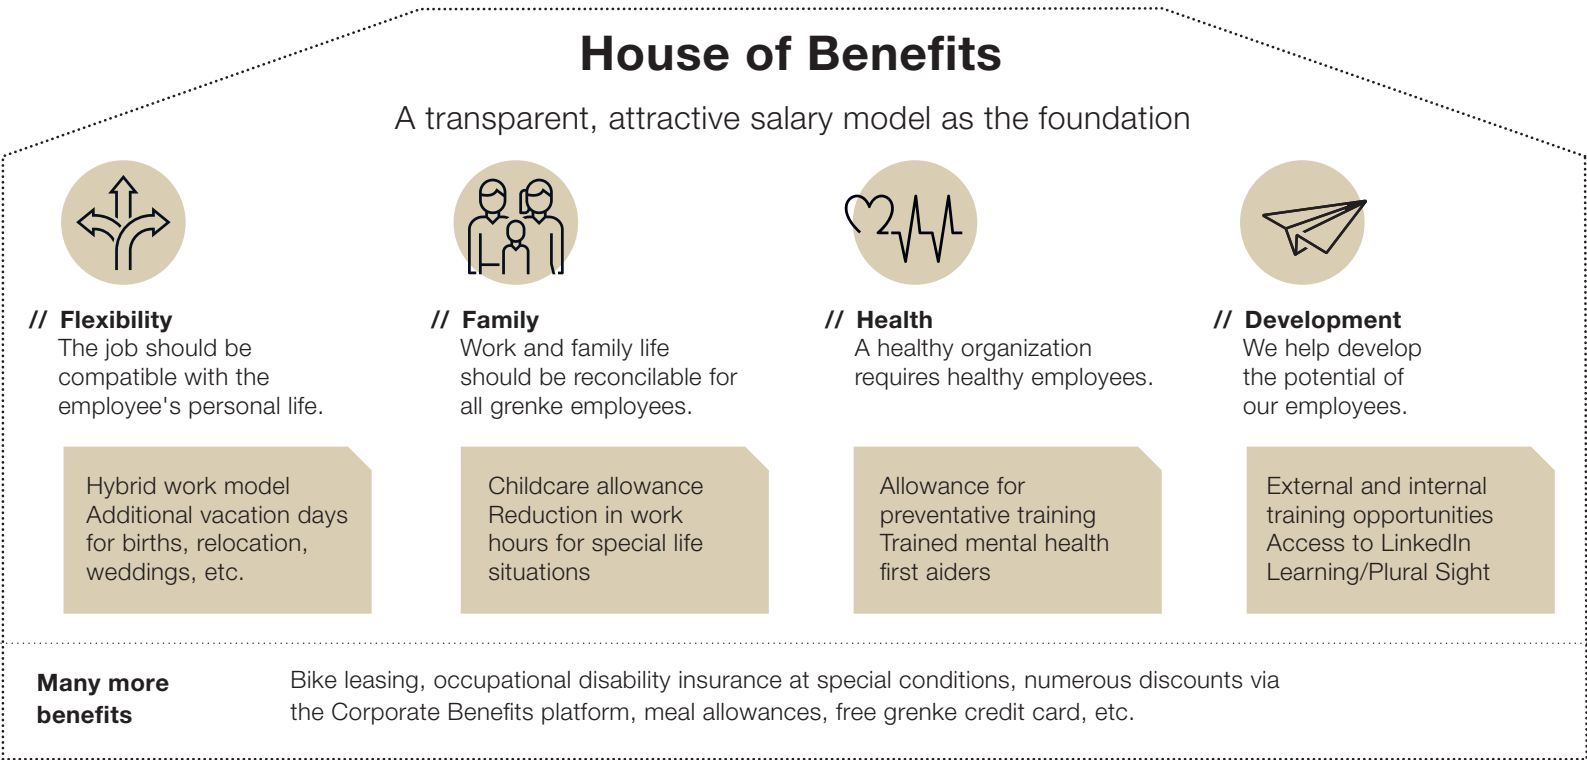 House of Benefits
A transparent, attractive salary model as the foundation
// Flexibility
The job should be
compatible with the
employee's personal life.
Hybrid work model
Additional vacation days
for births, relocation,
weddings, etc.
// Family
Work and family life
should be reconcilable for
all grenke employees.
Childcare allowance
Reduction in work
hours for special life
situations
// Health
A healthy organization
requires healthy employees.
Allowance for
preventative training
Trained mental health
first aiders
// Development
We help develop
the potential of
our employees.
External and internal
training opportunities
Access to LinkedIn
Learning/Plural Sight
Many more
benefits
Bike leasing, occupational disability insurance at special conditions, numerous discounts via
the Corporate Benefits platform, meal allowances, free grenke credit card, etc.